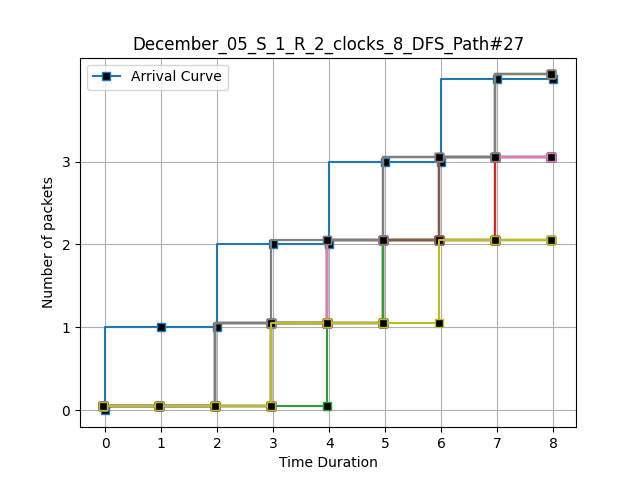 December_05_S_1_R_2_clocks_8_DFS_Path#27
Arrival Curve
Number of packets
3
2
1
0
0 1 2 3 4 5 6 7 8
Time Duration